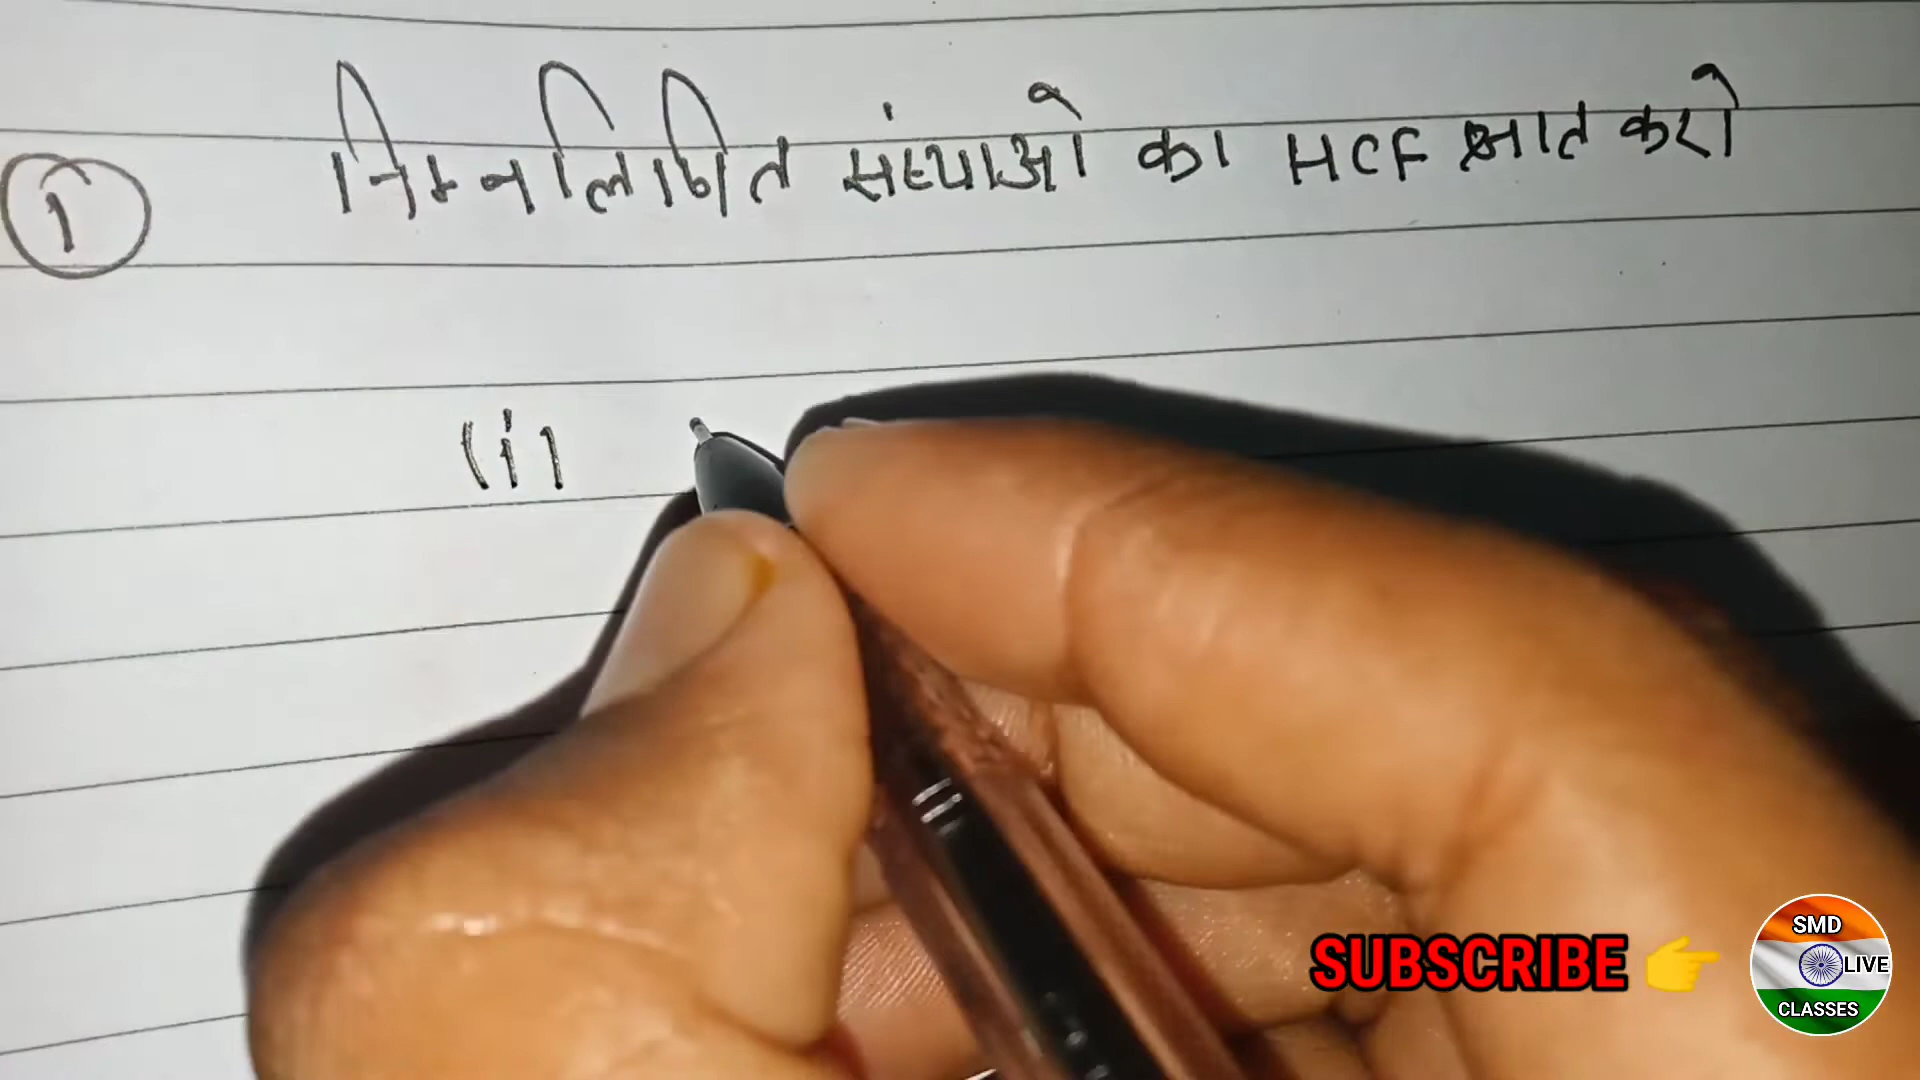 ① निम्नलिखित संख्याओ का HCF ज्ञात करो
(i)
SUBSCRIBE 👉
SMD
LIVE
CLASSES